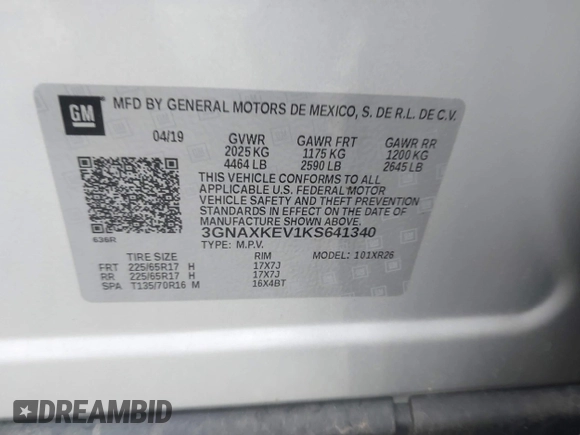 GM
MFD BY GENERAL MOTORS DE MEXICO, S. DE R.L. DE C.V.
04/19 GVWR GAWR FRT GAWR RR
2025 KG 1175 KG 1200 KG
4464 LB 2590 LB 2645 LB
THIS VEHICLE CONFORMS TO ALL
APPLICABLE U.S. FEDERAL MOTOR
VEHICLE SAFETY AND THEFT PREVENTION
STANDARDS IN EFFECT ON THE DATE OF
MANUFACTURE SHOWN ABOVE.
3GNAXKEV1KS641340
636R TYPE: M.P.V. MODEL: 101XR26
TIRE SIZE RIM
FRT 225/65R17 H 17X7J
RR 225/65R17 H 17X7J
SPA T135/70R16 M 16X4BT
DREAMBID